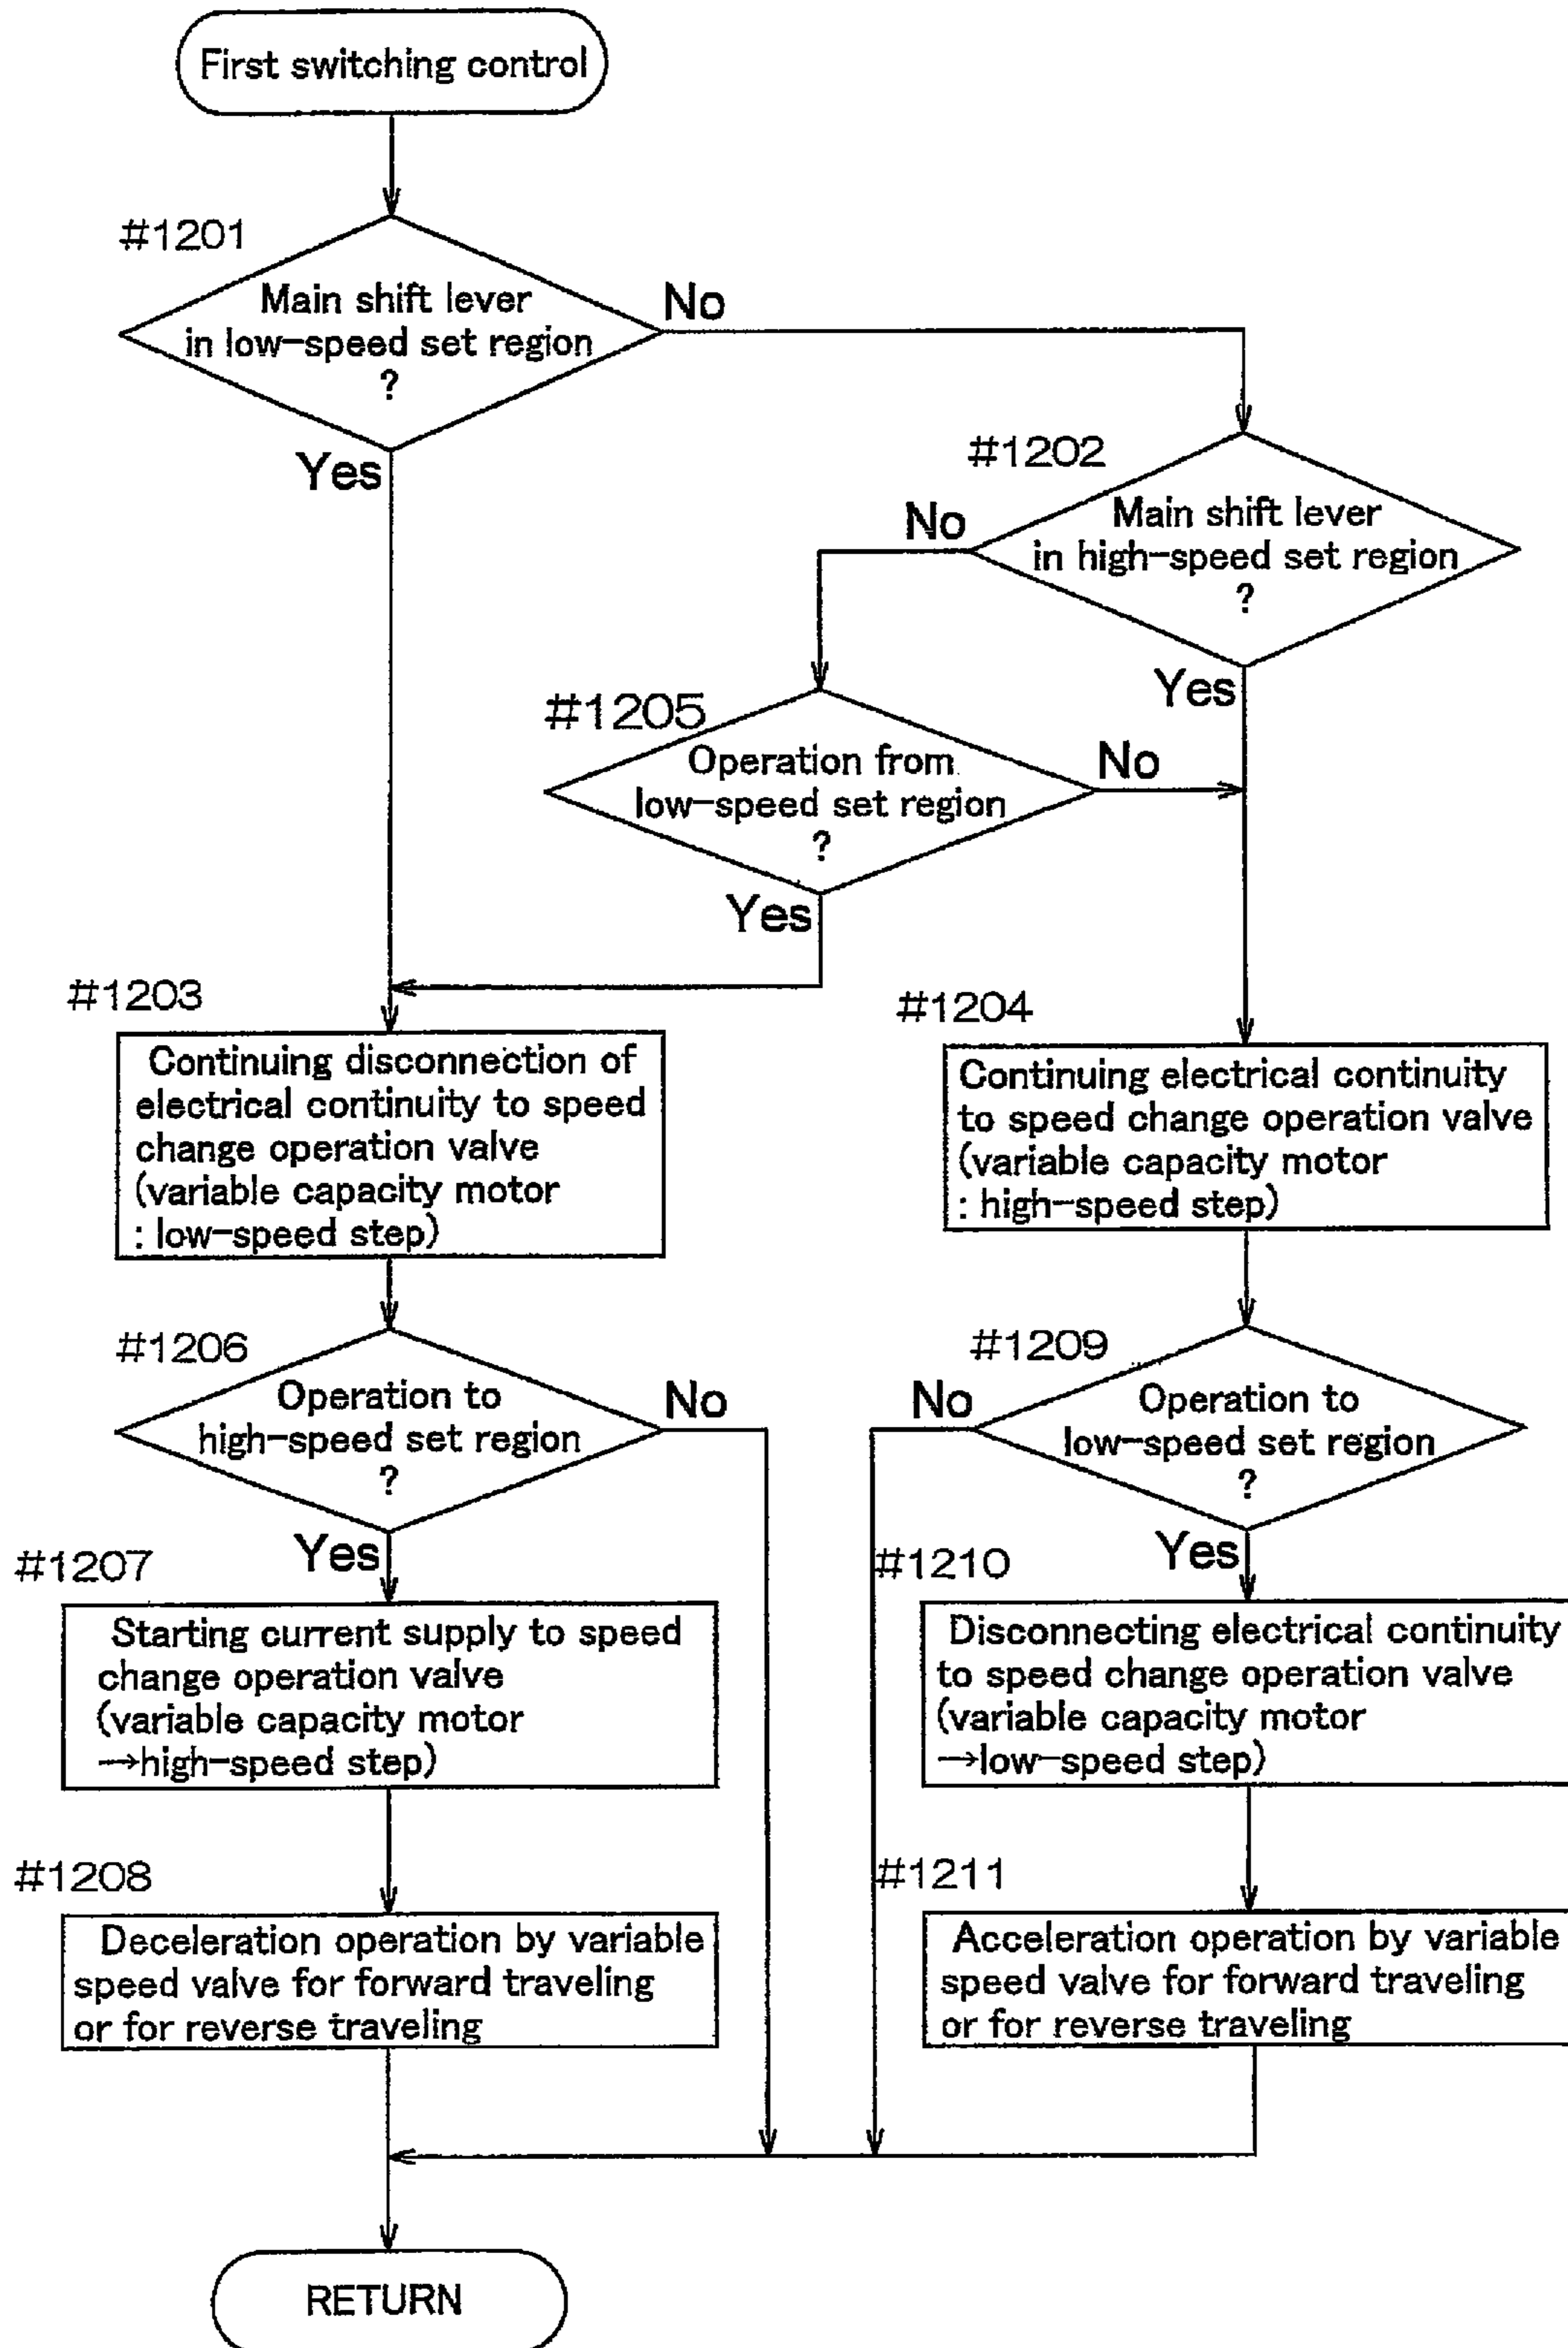 First switching control
#1201
Main shift lever
in low-speed set region
?
No
Yes
#1202
Main shift lever
in high-speed set region
?
No
Yes
#1205
Operation from
low-speed set region
?
No
Yes
#1203
Continuing disconnection of
electrical continuity to speed
change operation valve
(variable capacity motor
: low-speed step)
#1204
Continuing electrical continuity
to speed change operation valve
(variable capacity motor
: high-speed step)
#1206
Operation to
high-speed set region
?
No
Yes
#1209
Operation to
low-speed set region
?
No
Yes
#1207
Starting current supply to speed
change operation valve
(variable capacity motor
→high-speed step)
#1210
Disconnecting electrical continuity
to speed change operation valve
(variable capacity motor
→low-speed step)
#1208
Deceleration operation by variable
speed valve for forward traveling
or for reverse traveling
#1211
Acceleration operation by variable
speed valve for forward traveling
or for reverse traveling
RETURN